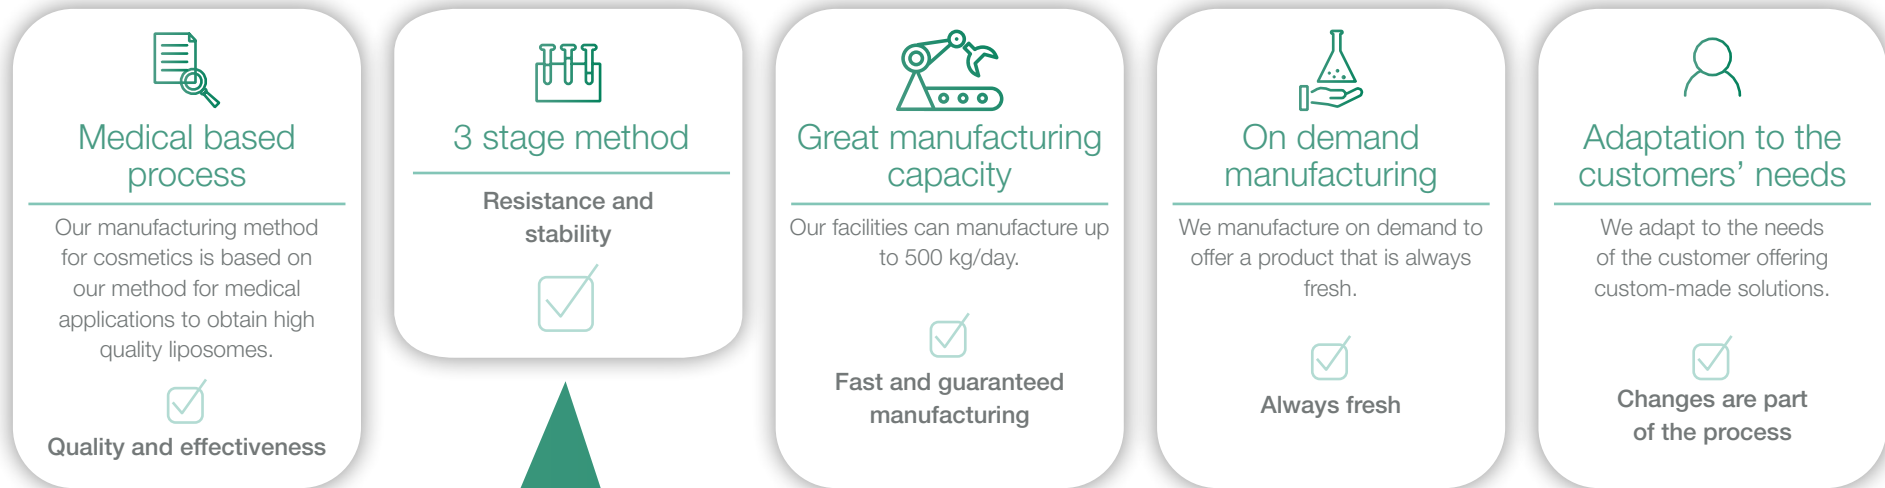 Medical based
process
Our manufacturing method
for cosmetics is based on
our method for medical
applications to obtain high
quality liposomes.
Quality and effectiveness
3 stage method
Resistance and
stability
Great manufacturing
capacity
Our facilities can manufacture up
to 500 kg/day.
Fast and guaranteed
manufacturing
On demand
manufacturing
We manufacture on demand to
offer a product that is always
fresh.
Always fresh
Adaptation to the
customers’ needs
We adapt to the needs
of the customer offering
custom-made solutions.
Changes are part
of the process